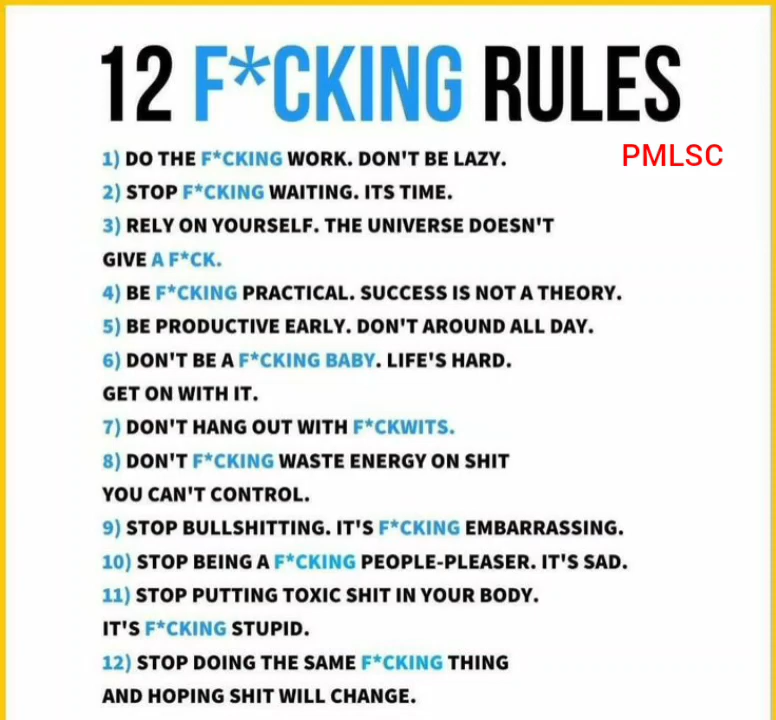 12 F*CKING RULES
PMLSC
1) DO THE F*CKING WORK. DON'T BE LAZY.
2) STOP F*CKING WAITING. ITS TIME.
3) RELY ON YOURSELF. THE UNIVERSE DOESN'T
GIVE A F*CK.
4) BE F*CKING PRACTICAL. SUCCESS IS NOT A THEORY.
5) BE PRODUCTIVE EARLY. DON'T AROUND ALL DAY.
6) DON'T BE A F*CKING BABY. LIFE'S HARD.
GET ON WITH IT.
7) DON'T HANG OUT WITH F*CKWITS.
8) DON'T F*CKING WASTE ENERGY ON SHIT
YOU CAN'T CONTROL.
9) STOP BULLSHITTING. IT'S F*CKING EMBARRASSING.
10) STOP BEING A F*CKING PEOPLE-PLEASER. IT'S SAD.
11) STOP PUTTING TOXIC SHIT IN YOUR BODY.
IT'S F*CKING STUPID.
12) STOP DOING THE SAME F*CKING THING
AND HOPING SHIT WILL CHANGE.